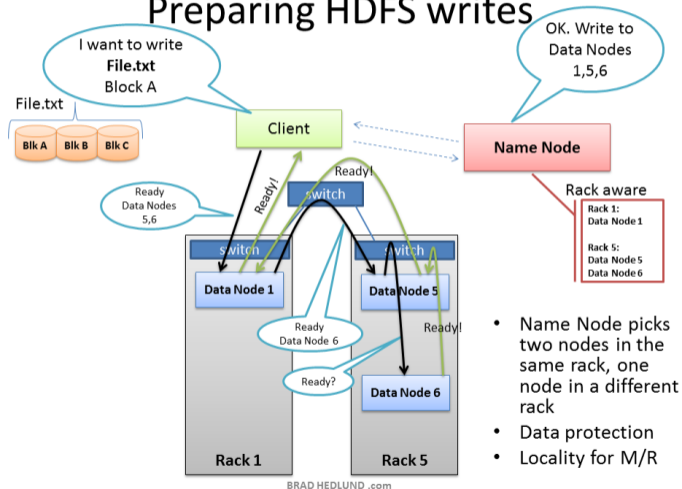 Preparing HDFS writes
I want to write
File.txt
Block A
OK. Write to
Data Nodes
1,5,6
File.txt
Blk A
Blk B
Blk C
Client
Name Node
Ready!
Ready!
switch
Rack aware
Rack 1:
Data Node 1
Rack 5:
Data Node 5
Data Node 6
Ready
Data Nodes
5,6
switch
switch
Data Node 1
Data Node 5
Ready
Data Node 6
Ready!
Ready?
Data Node 6
Rack 1
Rack 5
• Name Node picks
two nodes in the
same rack, one
node in a different
rack
• Data protection
• Locality for M/R
BRAD HEDLUND .com